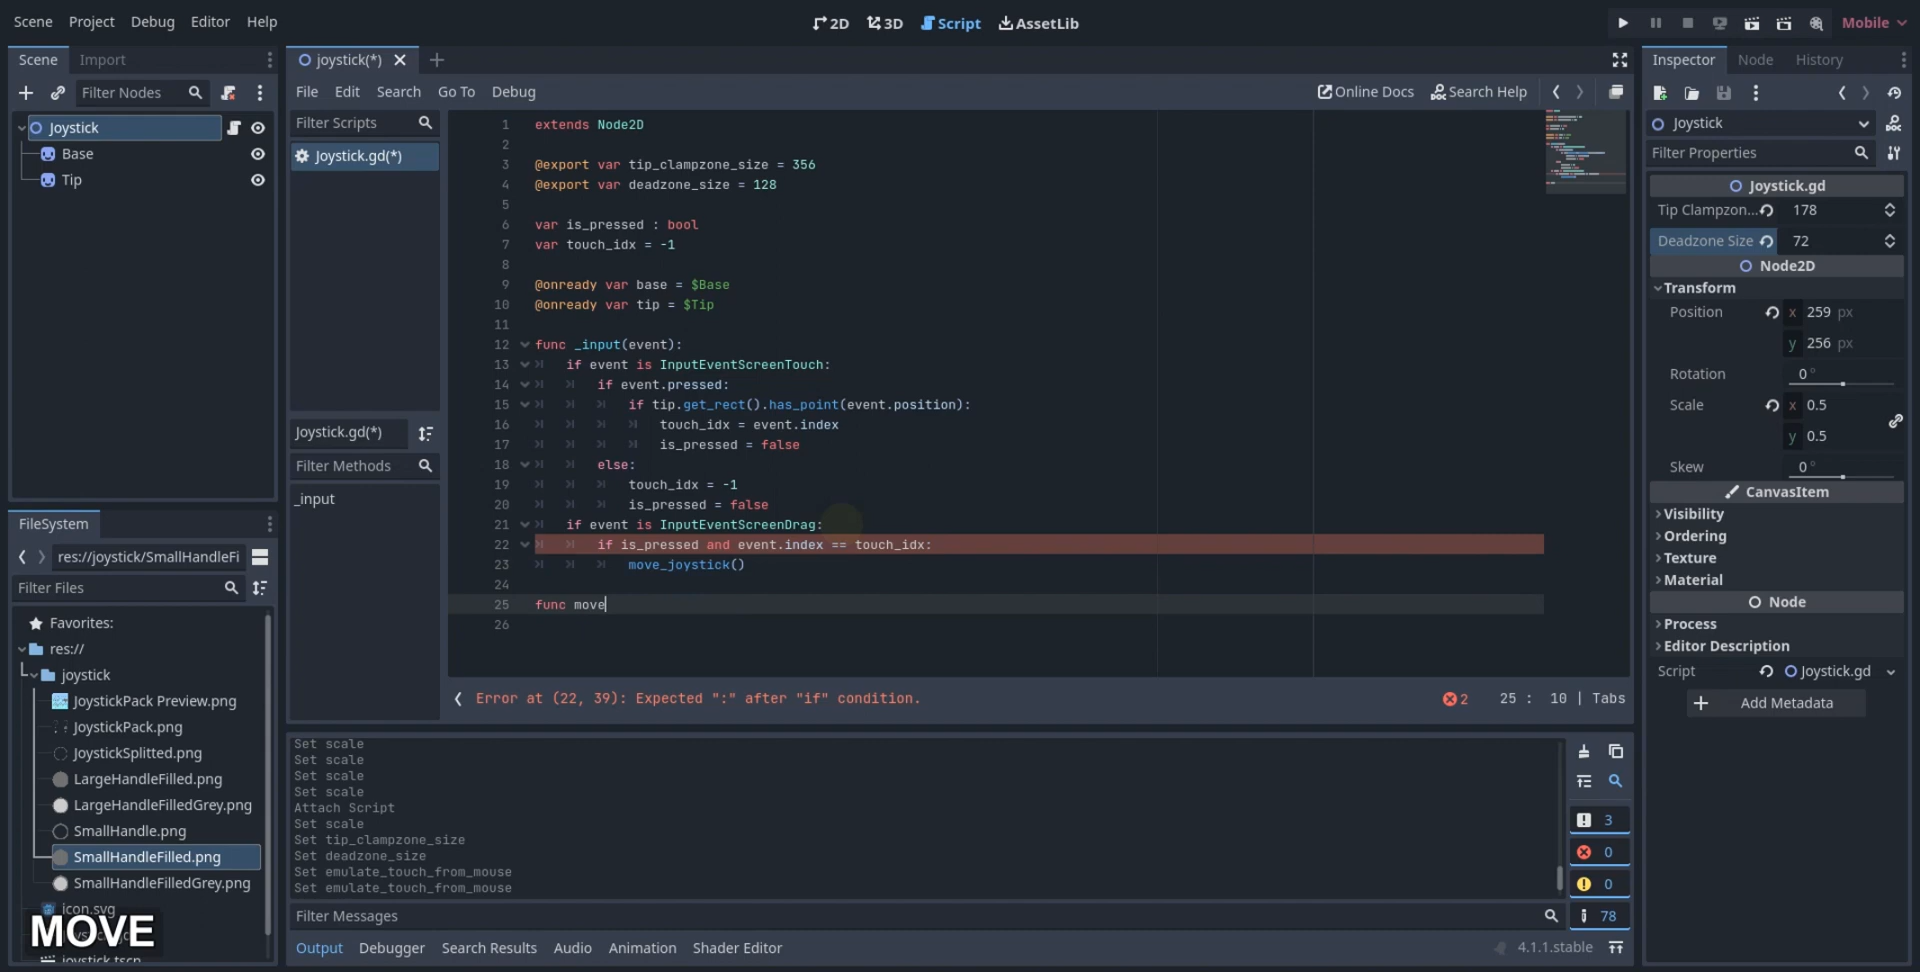 Scene Project Debug Editor Help
2D 3D Script AssetLib
Mobile
Scene Import
Filter Nodes
Joystick
Base
Tip
FileSystem
res://joystick/SmallHandleFi
Filter Files
Favorites:
res://
joystick
JoystickPack Preview.png
JoystickPack.png
JoystickSplitted.png
LargeHandleFilled.png
LargeHandleFilledGrey.png
SmallHandle.png
SmallHandleFilled.png
SmallHandleFilledGrey.png
icon.svg
MOVE
joystick.tscn
joystick(*)
File Edit Search Go To Debug
Online Docs Search Help
Filter Scripts
Joystick.gd(*)
Joystick.gd(*)
Filter Methods
_input
1 extends Node2D
2
3 @export var tip_clampzone_size = 356
4 @export var deadzone_size = 128
5
6 var is_pressed : bool
7 var touch_idx = -1
8
9 @onready var base = $Base
10 @onready var tip = $Tip
11
12 func _input(event):
13 if event is InputEventScreenTouch:
14 if event.pressed:
15 if tip.get_rect().has_point(event.position):
16 touch_idx = event.index
17 is_pressed = false
18 else:
19 touch_idx = -1
20 is_pressed = false
21 if event is InputEventScreenDrag:
22 if is_pressed and event.index == touch_idx:
23 move_joystick()
24
25 func move
26
Error at (22, 39): Expected ":" after "if" condition.
2 25 : 10 | Tabs
Set scale
Set scale
Set scale
Set scale
Attach Script
Set scale
Set tip_clampzone_size
Set deadzone_size
Set emulate_touch_from_mouse
Set emulate_touch_from_mouse
3
0
0
78
Filter Messages
Output Debugger Search Results Audio Animation Shader Editor
4.1.1.stable
Inspector Node History
Joystick
Filter Properties
Joystick.gd
Tip Clampzon... 178
Deadzone Size 72
Node2D
Transform
Position x 259 px
y 256 px
Rotation 0 °
Scale x 0.5
y 0.5
Skew 0 °
CanvasItem
Visibility
Ordering
Texture
Material
Node
Process
Editor Description
Script Joystick.gd
Add Metadata